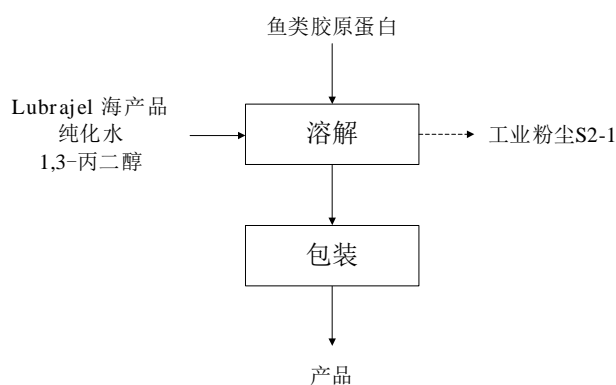 鱼类胶原蛋白
Lubrajel 海产品
纯化水
1,3-丙二醇
溶解
工业粉尘S2-1
包装
产品